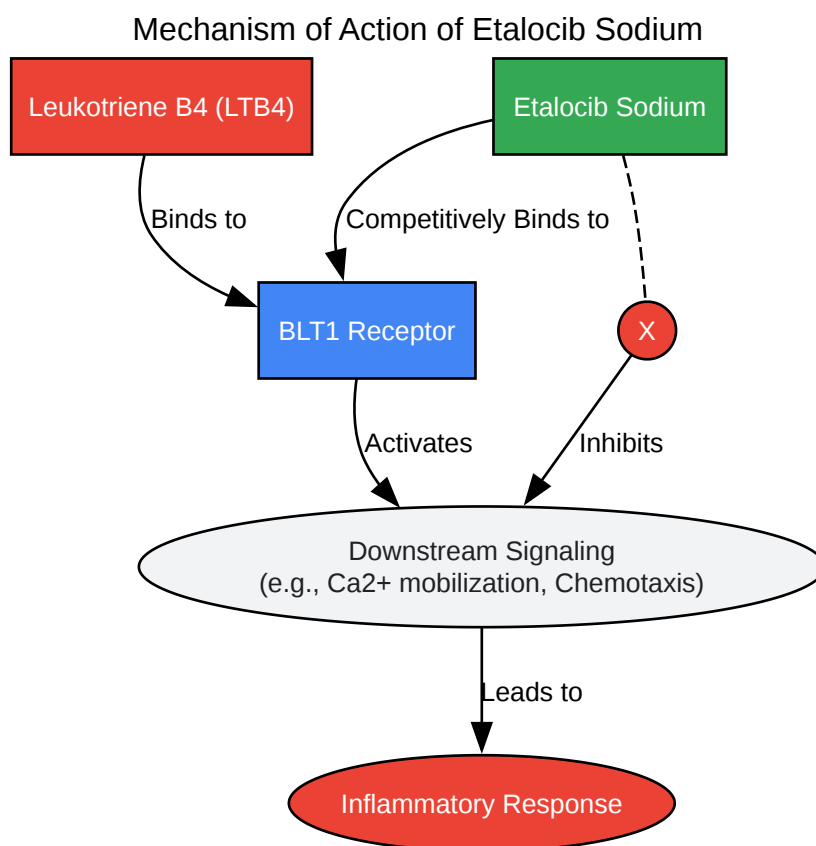 Mechanism of Action of Etalocib Sodium
Leukotriene B4 (LTB4)
Etalocib Sodium
Binds to
Competitively Binds to
BLT1 Receptor
X
Activates
Inhibits
Downstream Signaling
(e.g., Ca2+ mobilization, Chemotaxis)
Leads to
Inflammatory Response